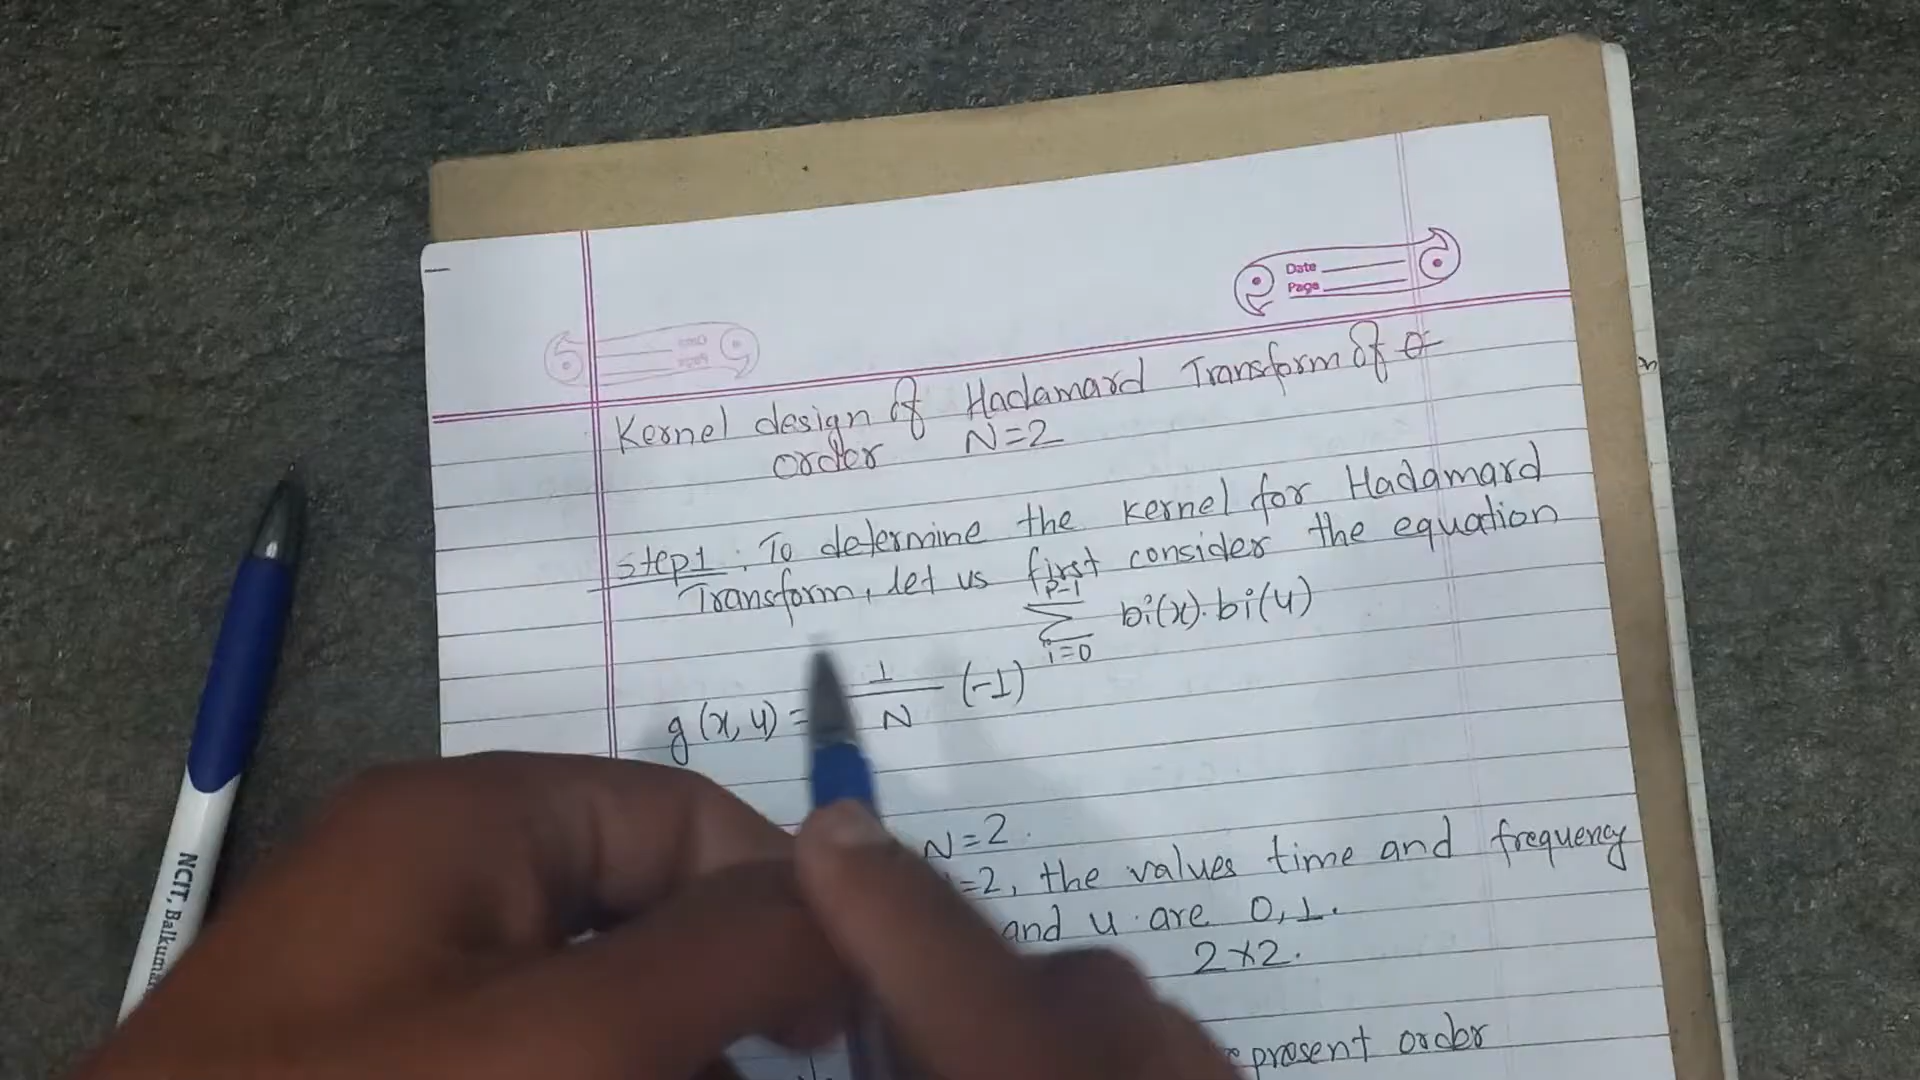 Date
Page
Kernel design of Hadamard Transform of
order N=2
Step1: To determine the kernel for Hadamard
Transform, let us first consider the equation
g(x,u) = 1/N (-1)^{∑_{i=0}^{P-1} bi(x).bi(u)}
N=2.
=2, the values time and frequency
and u are 0,1.
2×2.
present order
NCIT, Balkuma